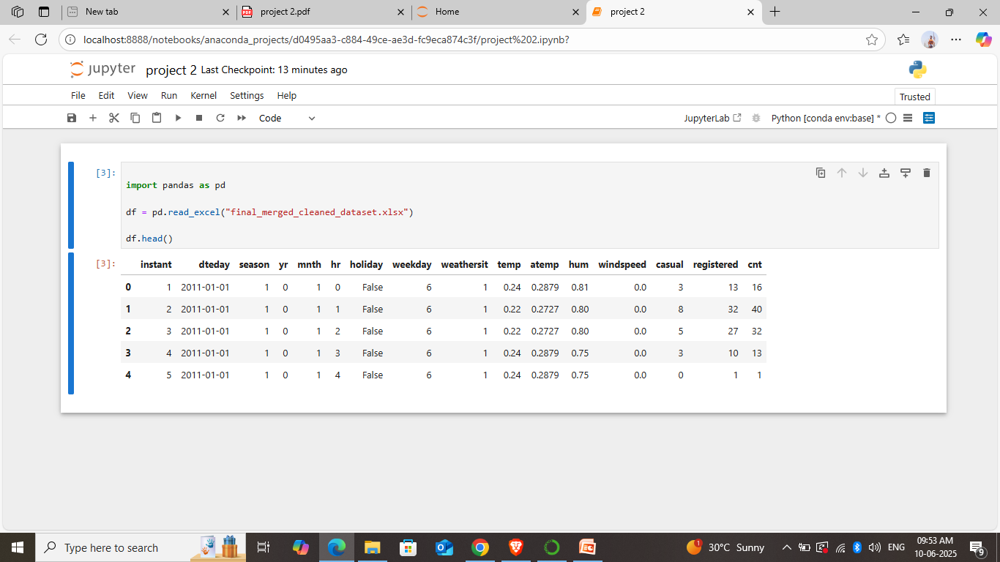 New tab
project 2.pdf
Home
project 2
localhost:8888/notebooks/anaconda_projects/d0495aa3-c884-49ce-ae3d-fc9eca874c3f/project%202.ipynb?
jupyter project 2 Last Checkpoint: 13 minutes ago
File Edit View Run Kernel Settings Help
Trusted
Code
JupyterLab
Python [conda env:base] *
[3]:
import pandas as pd
df = pd.read_excel("final_merged_cleaned_dataset.xlsx")
df.head()
[3]:
instant dteday season yr mnth hr holiday weekday weathersit temp atemp hum windspeed casual registered cnt
0 1 2011-01-01 1 0 1 0 False 6 1 0.24 0.2879 0.81 0.0 3 13 16
1 2 2011-01-01 1 0 1 1 False 6 1 0.22 0.2727 0.80 0.0 8 32 40
2 3 2011-01-01 1 0 1 2 False 6 1 0.22 0.2727 0.80 0.0 5 27 32
3 4 2011-01-01 1 0 1 3 False 6 1 0.24 0.2879 0.75 0.0 3 10 13
4 5 2011-01-01 1 0 1 4 False 6 1 0.24 0.2879 0.75 0.0 0 1 1
Type here to search
1
30°C Sunny
ENG
09:53 AM
10-06-2025
9